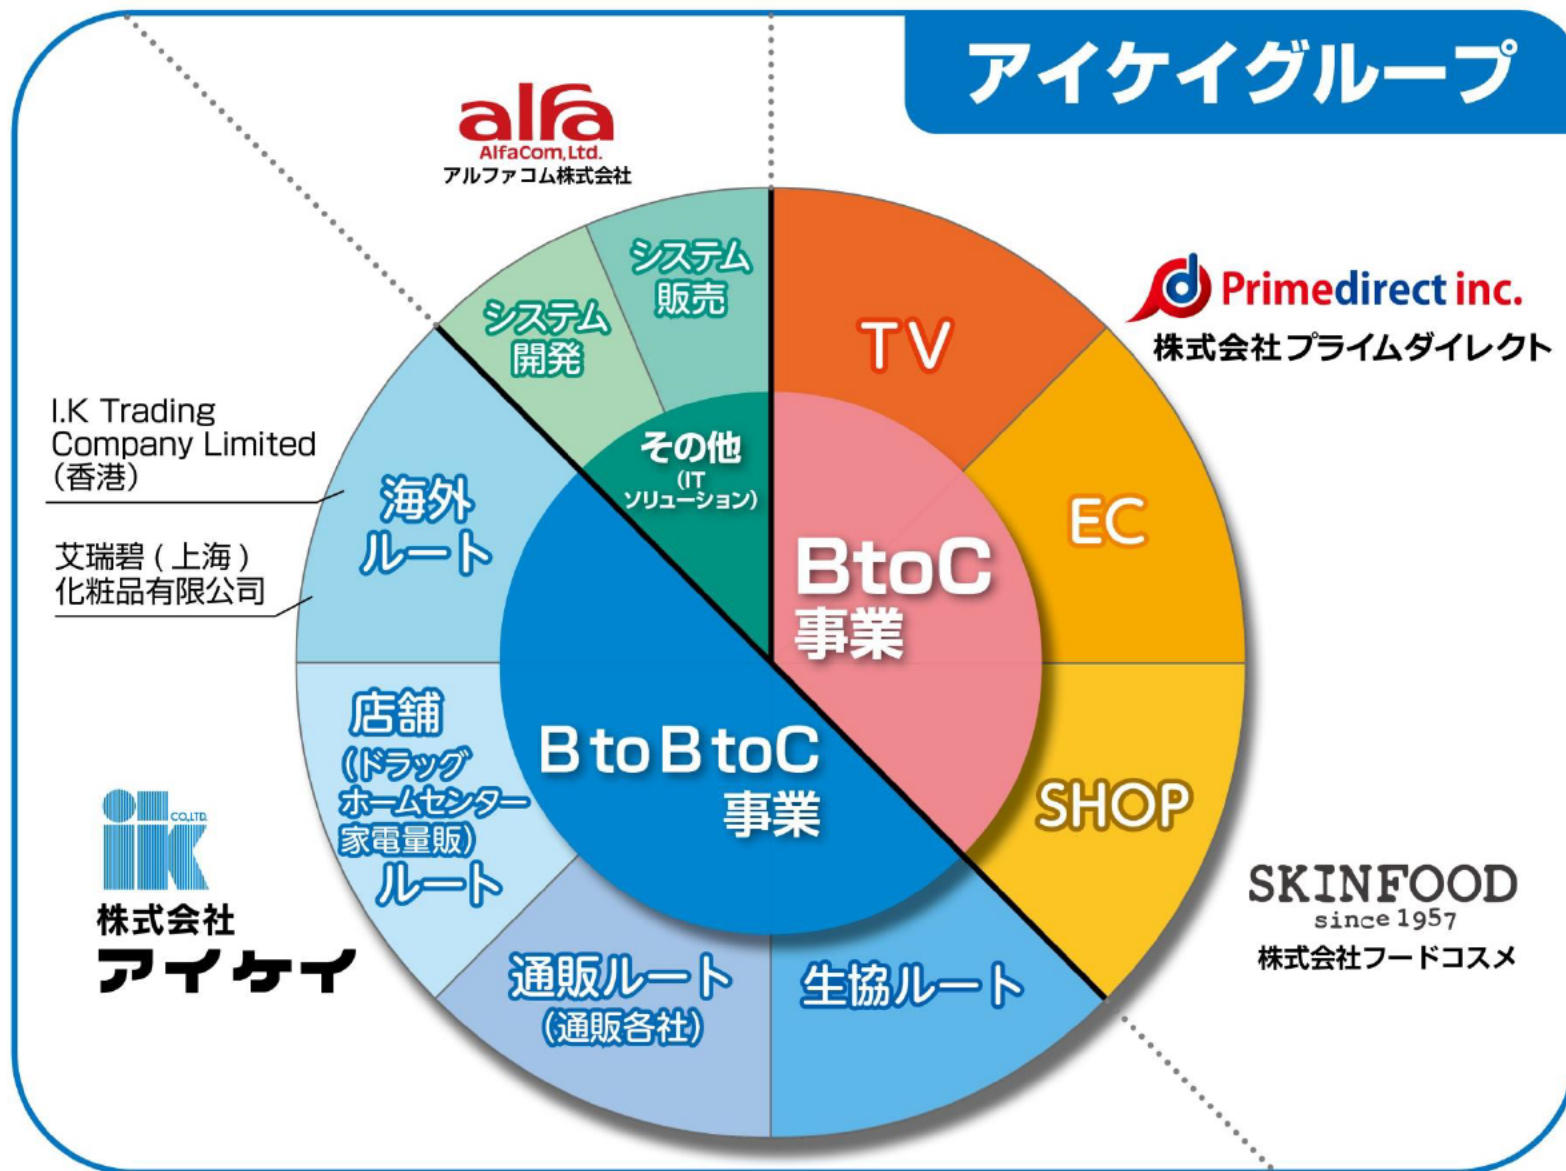 アイケイグループ
alfa
AlfaCom,Ltd.
アルファコム株式会社
システム
販売
システム
開発
その他
(IT
ソリューション)
TV
Primedirect inc.
株式会社プライムダイレクト
EC
BtoC
事業
SHOP
SKINFOOD
since 1957
株式会社フードコスメ
I.K Trading
Company Limited
(香港)
艾瑞碧(上海)
化粧品有限公司
海外
ルート
店舗
(ドラッグ
ホームセンター
家電量販)
ルート
BtoBtoC
事業
ik CO.,LTD.
株式会社
アイケイ
通販ルート
(通販各社)
生協ルート